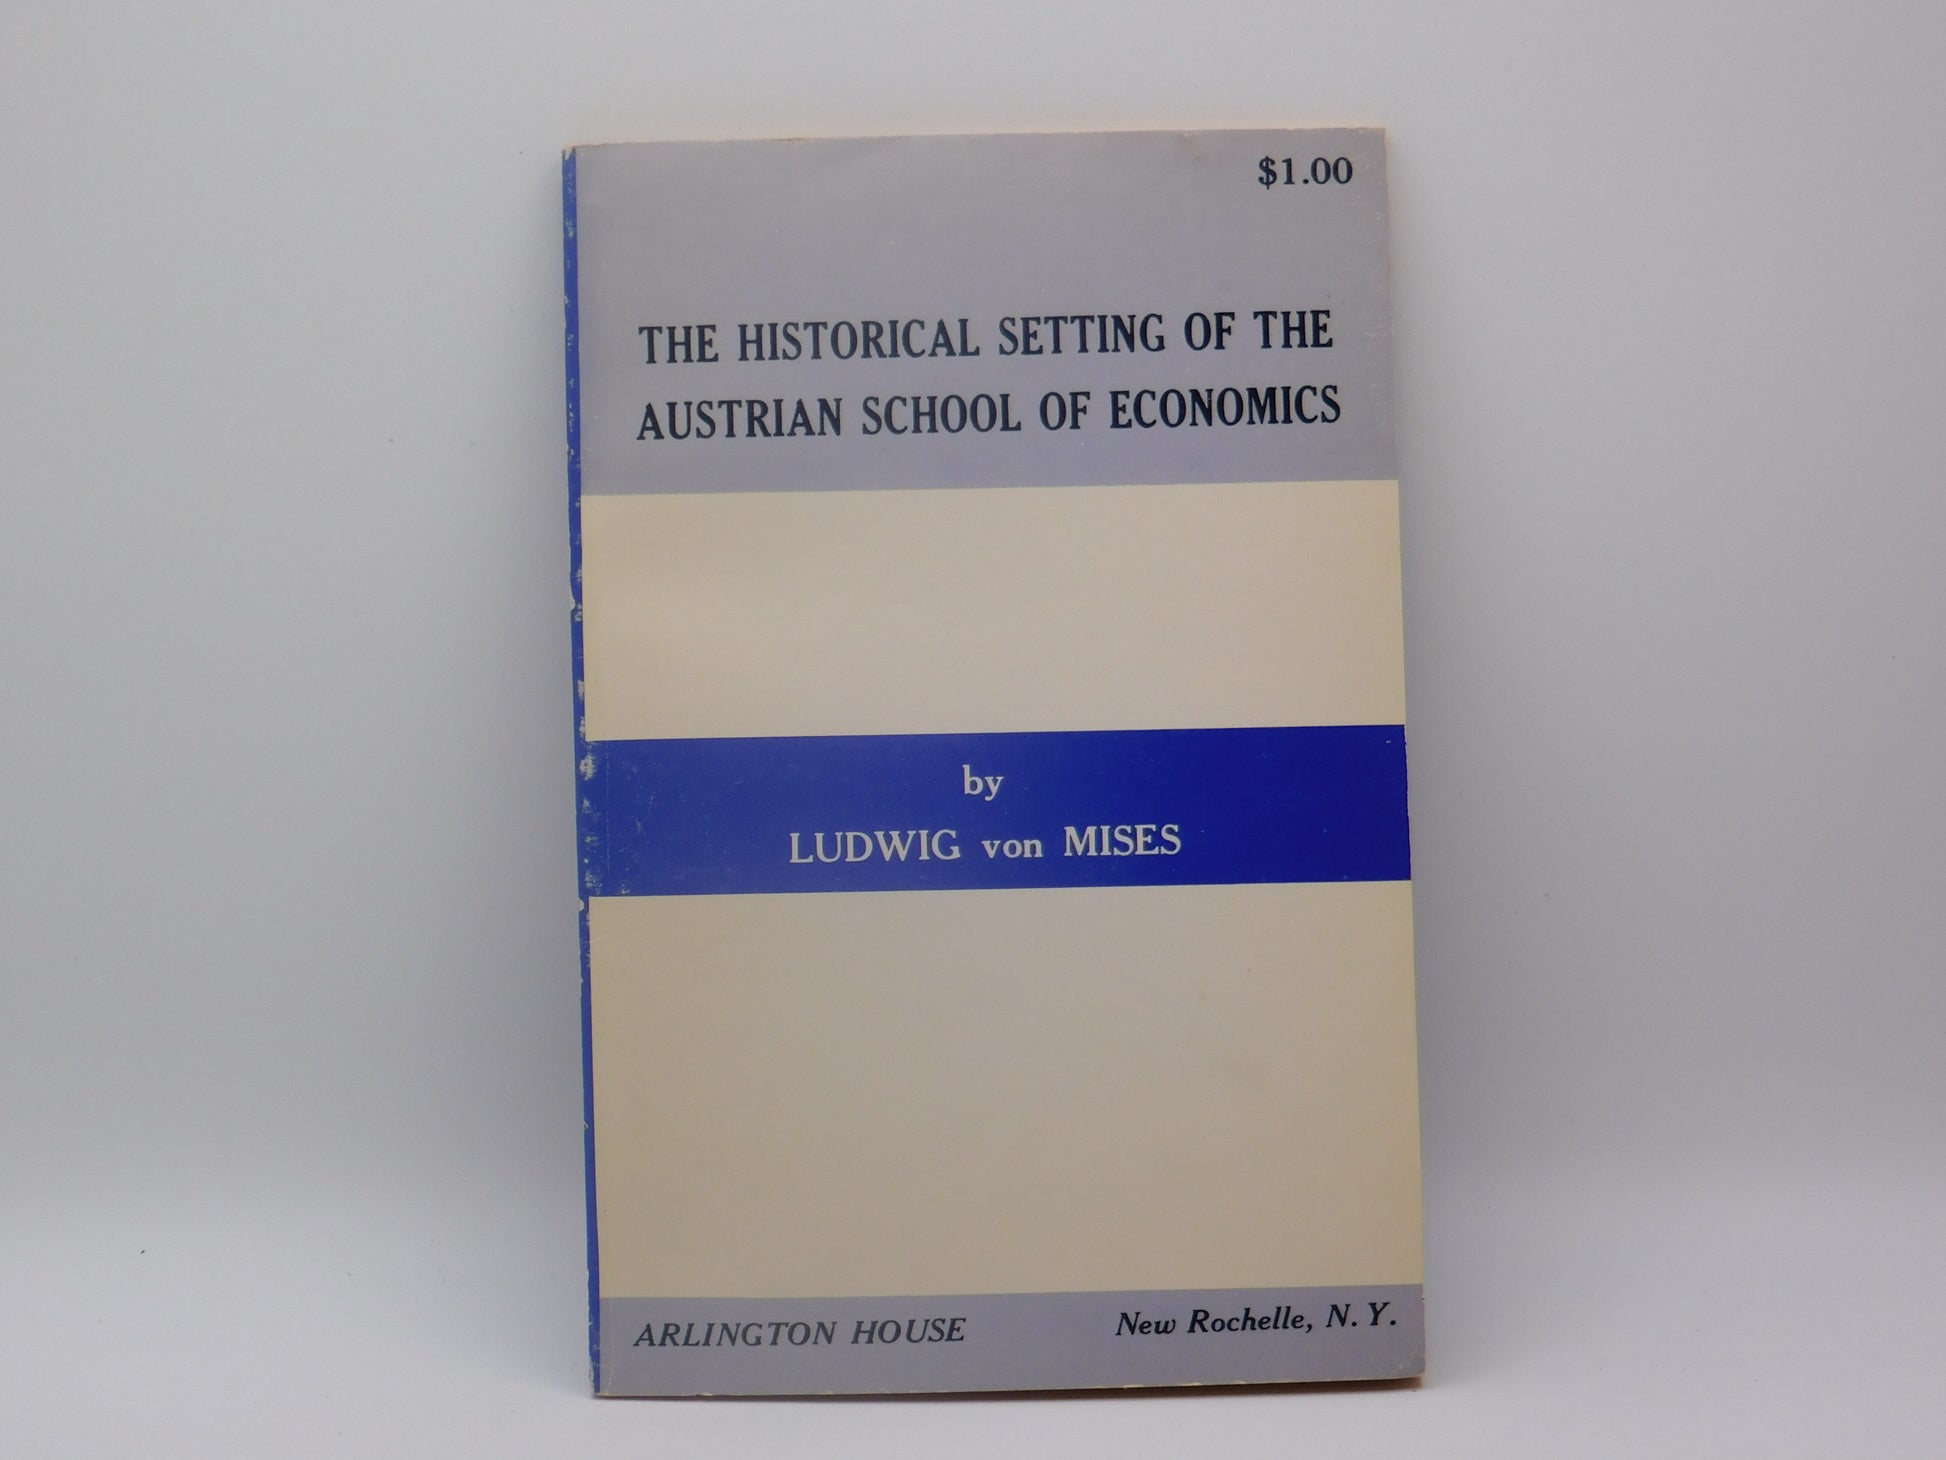 $1.00
THE HISTORICAL SETTING OF THE
AUSTRIAN SCHOOL OF ECONOMICS
by
LUDWIG von MISES
ARLINGTON HOUSE New Rochelle, N. Y.